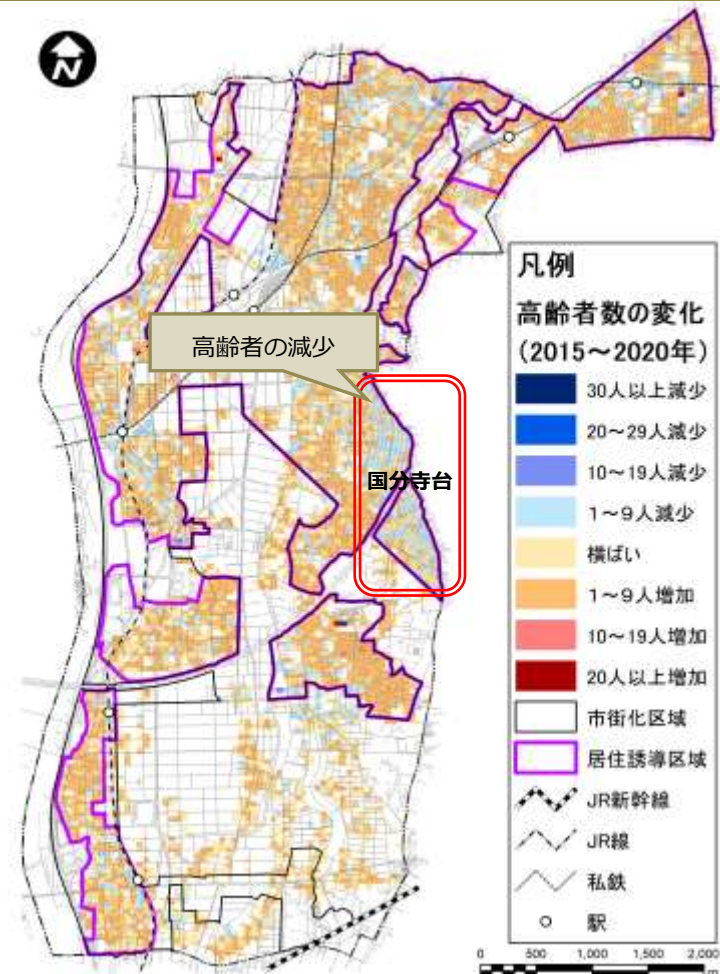 N
高齢者の減少
国分寺台
凡例
高齢者数の変化
(2015～2020年)
30人以上減少
20～29人減少
10～19人減少
1～9人減少
横ばい
1～9人増加
10～19人増加
20人以上増加
市街化区域
居住誘導区域
JR新幹線
JR線
私鉄
駅
0 500 1,000 1,500 2,000